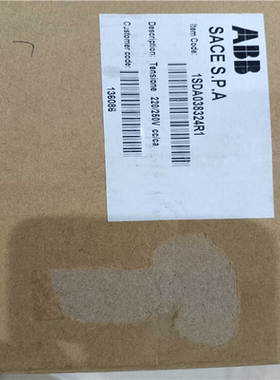 ABB
SACE S.P.A
Item Code:
1SDA038324R1
Description: Tensione 220/250V cc/ca
Customer code:
136086